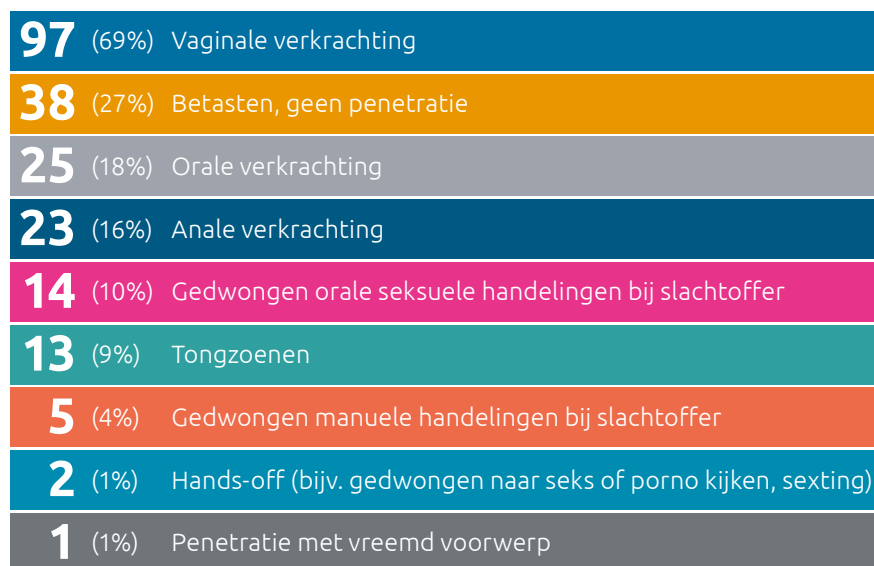 97 (69%) Vaginale verkrachting
38 (27%) Betasten, geen penetratie
25 (18%) Orale verkrachting
23 (16%) Anale verkrachting
14 (10%) Gedwongen orale seksuele handelingen bij slachtoffer
13 (9%) Tongzoenen
5 (4%) Gedwongen manuele handelingen bij slachtoffer
2 (1%) Hands-off (bijv. gedwongen naar seks of porno kijken, sexting)
1 (1%) Penetratie met vreemd voorwerp